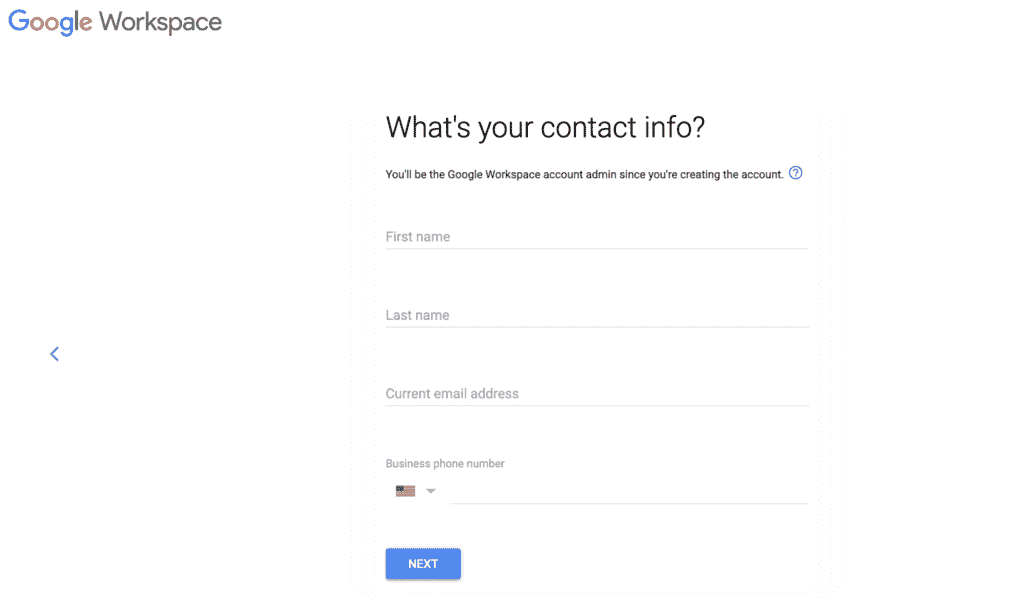 Google Workspace
What's your contact info?
You'll be the Google Workspace account admin since you're creating the account. ?
First name
Last name
Current email address
Business phone number
NEXT